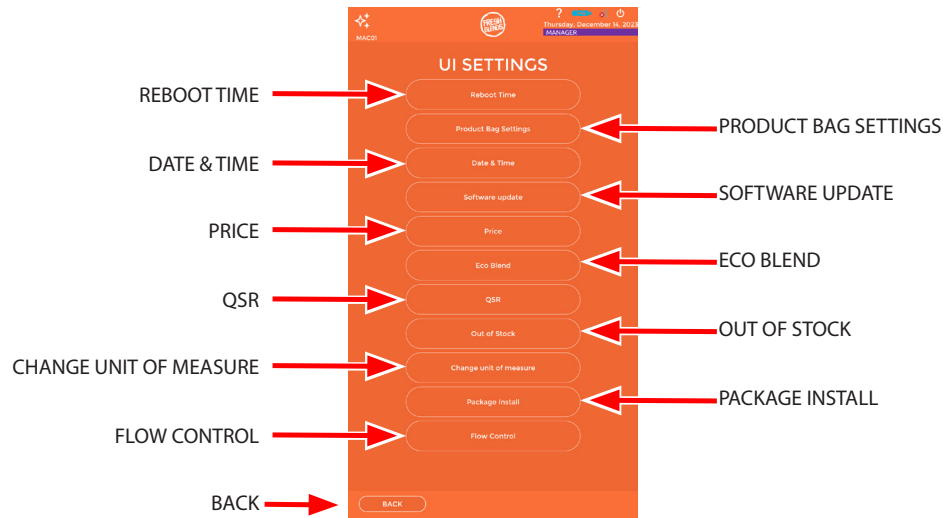 ? 
Thursday, December 14, 2023
FRESH
BLENDS
MAC01
MANAGER
UI SETTINGS
REBOOT TIME
Reboot Time
Product Bag Settings
PRODUCT BAG SETTINGS
DATE & TIME
Date & Time
Software update
SOFTWARE UPDATE
PRICE
Price
Eco Blend
ECO BLEND
QSR
QSR
Out of Stock
OUT OF STOCK
CHANGE UNIT OF MEASURE
Change unit of measure
Package Install
PACKAGE INSTALL
FLOW CONTROL
Flow Control
BACK
BACK